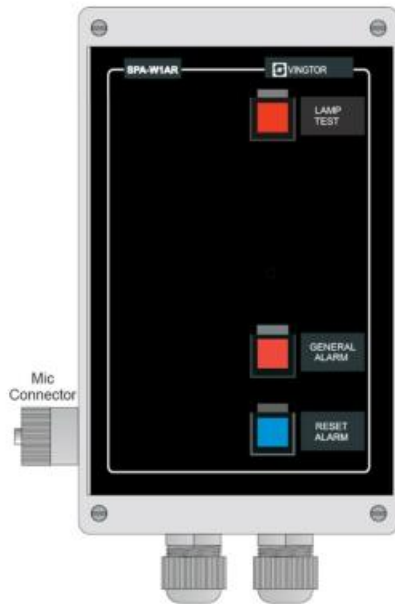 SPA-W1AR
VINGTOR
LAMP
TEST
GENERAL
ALARM
RESET
ALARM
Mic
Connector